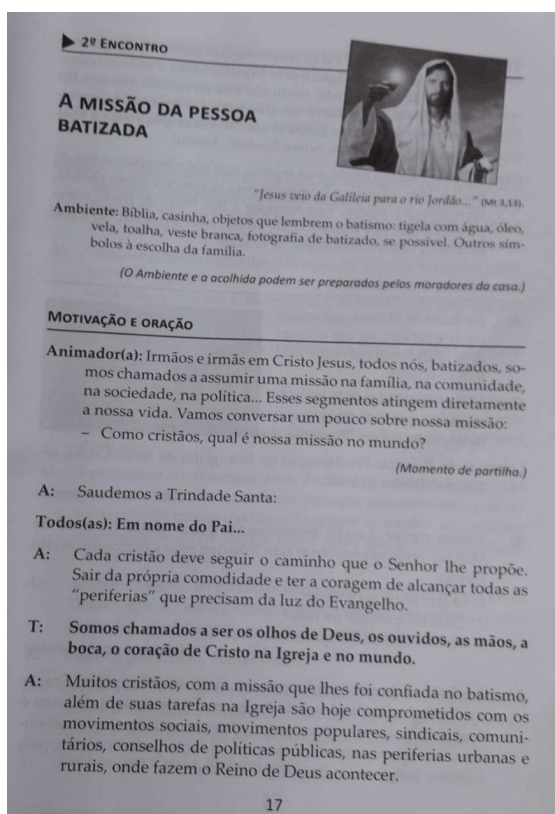 2º ENCONTRO
A MISSÃO DA PESSOA
BATIZADA
"Jesus veio da Galileia para o rio Jordão..." (Mt 3,13).
Ambiente: Bíblia, casinha, objetos que lembrem o batismo: tigela com água, óleo,
vela, toalha, veste branca, fotografia de batizado, se possível. Outros sím-
bolos à escolha da família.
(O Ambiente e a acolhida podem ser preparados pelos moradores da casa.)
MOTIVAÇÃO E ORAÇÃO
Animador(a): Irmãos e irmãs em Cristo Jesus, todos nós, batizados, so-
mos chamados a assumir uma missão na família, na comunidade,
na sociedade, na política... Esses segmentos atingem diretamente
a nossa vida. Vamos conversar um pouco sobre nossa missão:
– Como cristãos, qual é nossa missão no mundo?
(Momento de partilha.)
A: Saudemos a Trindade Santa:
Todos(as): Em nome do Pai...
A: Cada cristão deve seguir o caminho que o Senhor lhe propõe.
Sair da própria comodidade e ter a coragem de alcançar todas as
"periferias" que precisam da luz do Evangelho.
T: Somos chamados a ser os olhos de Deus, os ouvidos, as mãos, a
boca, o coração de Cristo na Igreja e no mundo.
A: Muitos cristãos, com a missão que lhes foi confiada no batismo,
além de suas tarefas na Igreja são hoje comprometidos com os
movimentos sociais, movimentos populares, sindicais, comuni-
tários, conselhos de políticas públicas, nas periferias urbanas e
rurais, onde fazem o Reino de Deus acontecer.
17